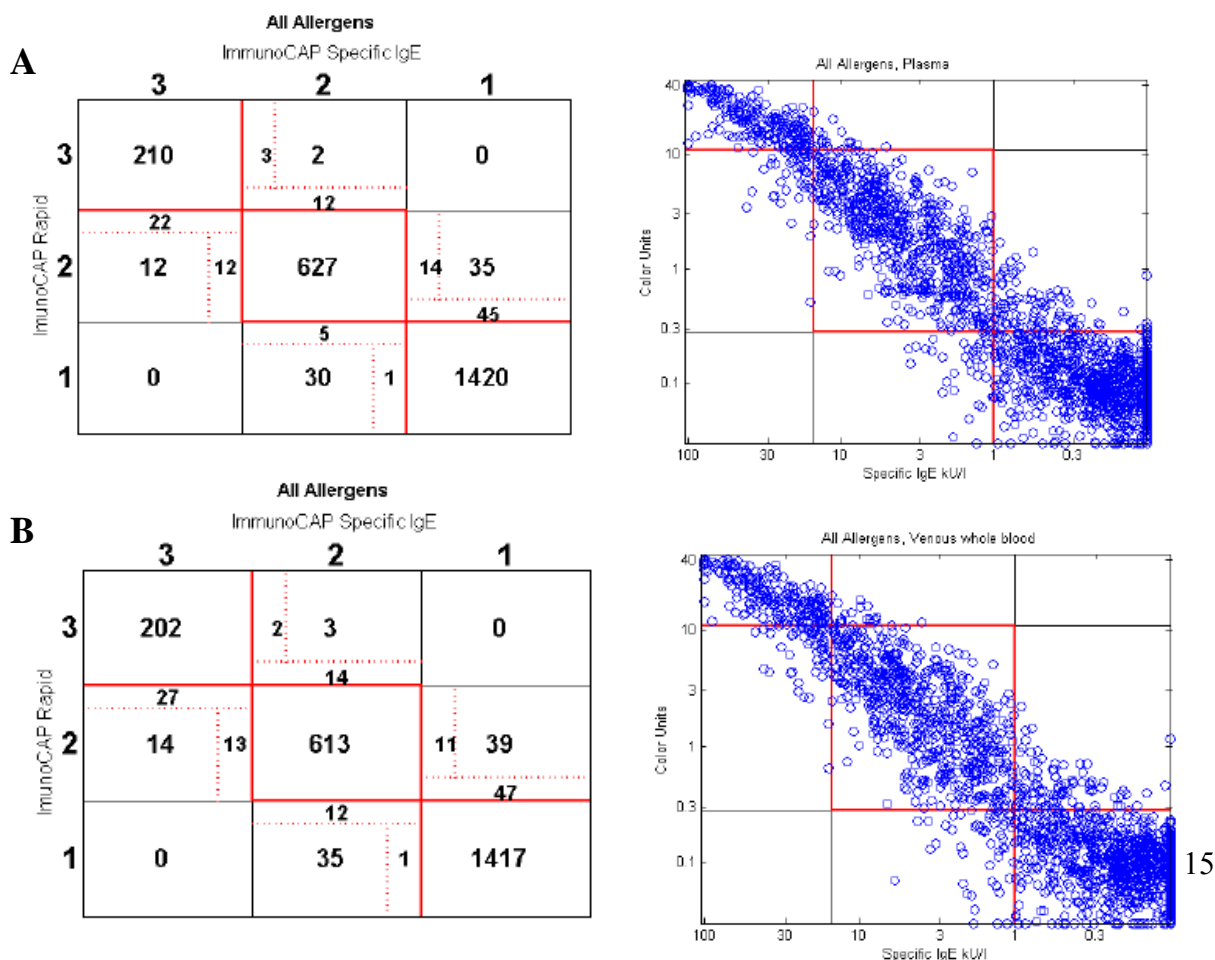 A
All Allergens
ImmunoCAP Specific IgE
3 2 1
ImunoCAP Rapid
3 210 3 2 0
12
22
2 12 12 627 14 35
45
5
1 0 30 1 1420
All Allergens, Plasma
Color Units
40
10
3
1
0.3
0.1
100 30 10 3 1 0.3
Specific IgE kU/l
B
All Allergens
ImmunoCAP Specific IgE
3 2 1
ImunoCAP Rapid
3 202 2 3 0
14
27
2 14 13 613 11 39
47
12
1 0 35 1 1417
All Allergens, Venous whole blood
Color Units
40
10
3
1
0.3
0.1
100 30 10 3 1 0.3
Specific IgE kU/l
15